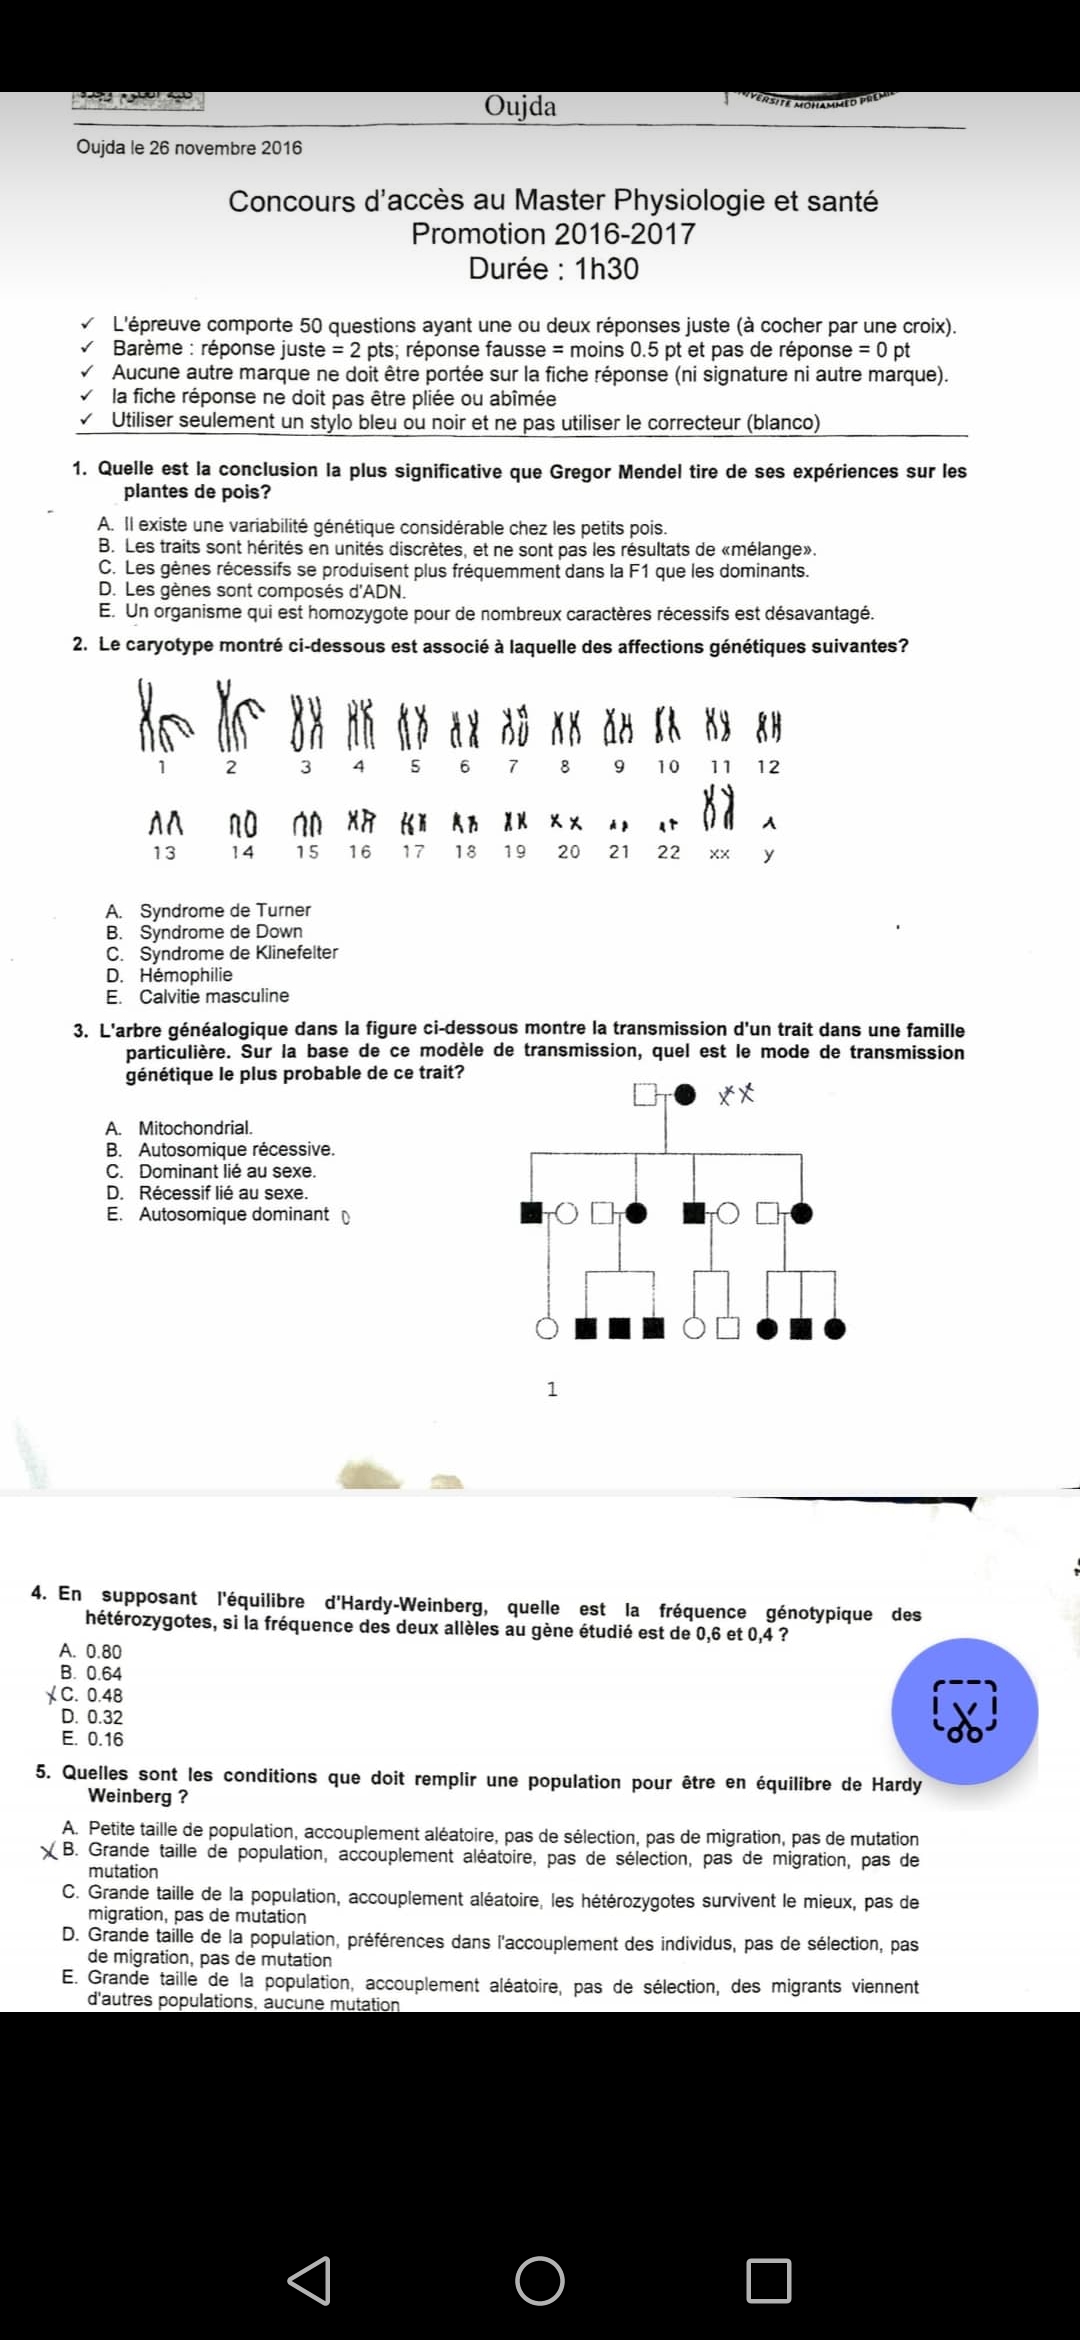 كلية العلوم وجدة
Oujda
UNIVERSITÉ MOHAMMED PREMIER
Oujda le 26 novembre 2016
Concours d'accès au Master Physiologie et santé
Promotion 2016-2017
Durée : 1h30
✓ L'épreuve comporte 50 questions ayant une ou deux réponses juste (à cocher par une croix).
✓ Barème : réponse juste = 2 pts; réponse fausse = moins 0.5 pt et pas de réponse = 0 pt
✓ Aucune autre marque ne doit être portée sur la fiche réponse (ni signature ni autre marque).
✓ la fiche réponse ne doit pas être pliée ou abîmée
✓ Utiliser seulement un stylo bleu ou noir et ne pas utiliser le correcteur (blanco)
1. Quelle est la conclusion la plus significative que Gregor Mendel tire de ses expériences sur les
plantes de pois?
A. Il existe une variabilité génétique considérable chez les petits pois.
B. Les traits sont hérités en unités discrètes, et ne sont pas les résultats de «mélange».
C. Les gènes récessifs se produisent plus fréquemment dans la F1 que les dominants.
D. Les gènes sont composés d'ADN.
E. Un organisme qui est homozygote pour de nombreux caractères récessifs est désavantagé.
2. Le caryotype montré ci-dessous est associé à laquelle des affections génétiques suivantes?
1 2 3 4 5 6 7 8 9 10 11 12
13 14 15 16 17 18 19 20 21 22 xx y
A. Syndrome de Turner
B. Syndrome de Down
C. Syndrome de Klinefelter
D. Hémophilie
E. Calvitie masculine
3. L'arbre généalogique dans la figure ci-dessous montre la transmission d'un trait dans une famille
particulière. Sur la base de ce modèle de transmission, quel est le mode de transmission
génétique le plus probable de ce trait?
A. Mitochondrial.
B. Autosomique récessive.
C. Dominant lié au sexe.
D. Récessif lié au sexe.
E. Autosomique dominant
1
4. En supposant l'équilibre d'Hardy-Weinberg, quelle est la fréquence génotypique des
hétérozygotes, si la fréquence des deux allèles au gène étudié est de 0,6 et 0,4 ?
A. 0.80
B. 0.64
X C. 0.48
D. 0.32
E. 0.16
5. Quelles sont les conditions que doit remplir une population pour être en équilibre de Hardy
Weinberg ?
A. Petite taille de population, accouplement aléatoire, pas de sélection, pas de migration, pas de mutation
X B. Grande taille de population, accouplement aléatoire, pas de sélection, pas de migration, pas de
mutation
C. Grande taille de la population, accouplement aléatoire, les hétérozygotes survivent le mieux, pas de
migration, pas de mutation
D. Grande taille de la population, préférences dans l'accouplement des individus, pas de sélection, pas
de migration, pas de mutation
E. Grande taille de la population, accouplement aléatoire, pas de sélection, des migrants viennent
d'autres populations, aucune mutation